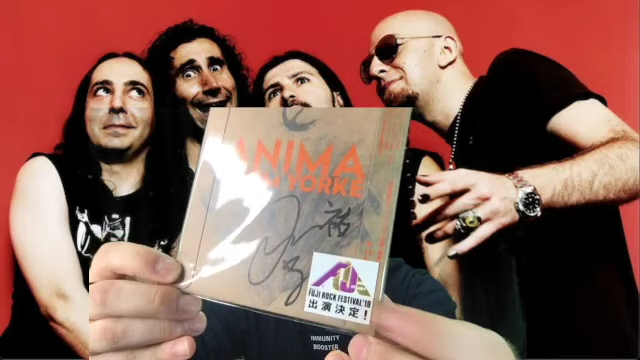 ANIMA
YORKE
FUJI ROCK FESTIVAL'19
出演決定!
IMMUNITY
BOOSTER